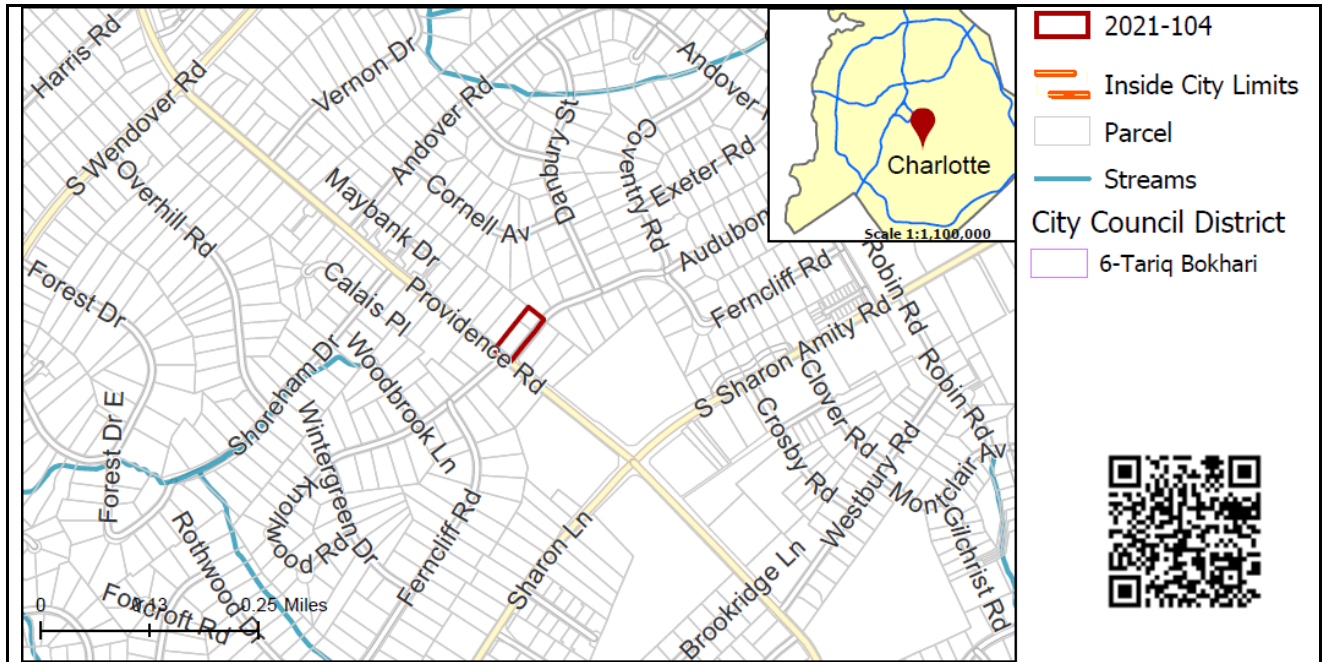 Harris Rd
S Wendover Rd
Vernon Dr
Andover Rd
Andover
Danbury St
Coventry Rd
Exeter Rd
Overhill Rd
Maybank Dr
Cornell Av
Audubon
Forest Dr
Calais Pl
Providence Rd
Ferncliff Rd
Robin Rd
S Sharon Amity Rd
Shoreham Dr
Woodbrook Ln
Forest Dr E
Wintergreen Dr
Knollwood Rd
Clover Rd
Robin Rd
Crosby Rd
Westbury Rd
Montclair Av
Gilchrist Rd
Rothwood Dr
Ferncliff Rd
Sharon Ln
Brookridge Ln
Foxcroft Rd
0 0.13 0.25 Miles
Charlotte
Scale 1:1,100,000
2021-104
Inside City Limits
Parcel
Streams
City Council District
6-Tariq Bokhari